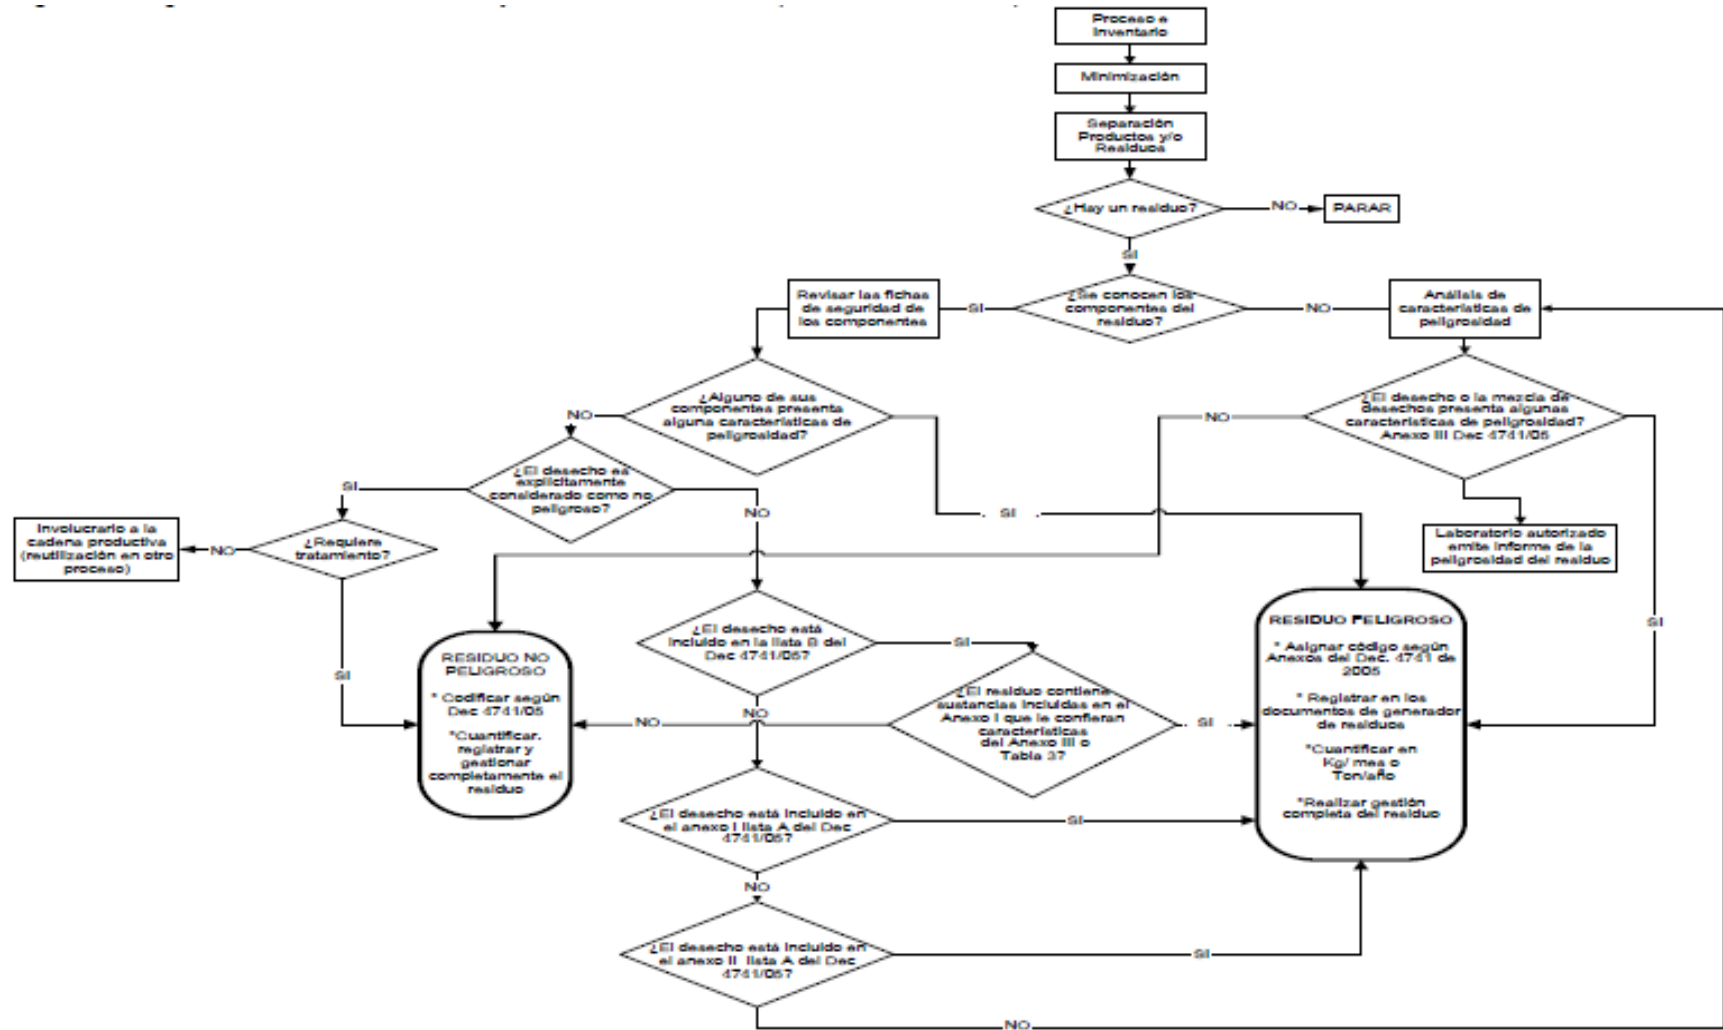 Proceso e
Inventario
Minimización
Separación
Productos y/o
Residuos
¿Hay un residuo?
NO
PARAR
SI
¿Se conocen los
componentes del
residuo?
SI
Revisar las fichas
de seguridad de
los componentes
NO
Análisis de
características de
peligrosidad
¿Alguno de sus
componentes presenta
alguna características de
peligrosidad?
NO
SI
¿El desecho o la mezcla de
desechos presenta algunas
características de peligrosidad?
Anexo III Dec 4741/05
NO
SI
Laboratorio autorizado
emite informe de la
peligrosidad del residuo
¿El desecho es
explícitamente
considerado como no
peligroso?
SI
NO
¿Requiere
tratamiento?
NO
Involucrarlo a la
cadena productiva
(reutilización en otro
proceso)
SI
¿El desecho está
incluido en la lista B del
Dec 4741/05?
SI
NO
¿El residuo contiene
sustancias incluidas en el
Anexo I que le confieran
características
del Anexo III o
Tabla 3?
NO
SI
RESIDUO NO
PELIGROSO
* Codificar según
Dec 4741/05
*Cuantificar,
registrar y
gestionar
completamente el
residuo
RESIDUO PELIGROSO
* Asignar código según
Anexos del Dec. 4741 de
2005
* Registrar en los
documentos de generador
de residuos
*Cuantificar en
Kg/ mes o
Ton/año
*Realizar gestión
completa del residuo
¿El desecho está incluido en
el anexo I lista A del Dec
4741/05?
SI
NO
¿El desecho está incluido en
el anexo II lista A del Dec
4741/05?
SI
NO